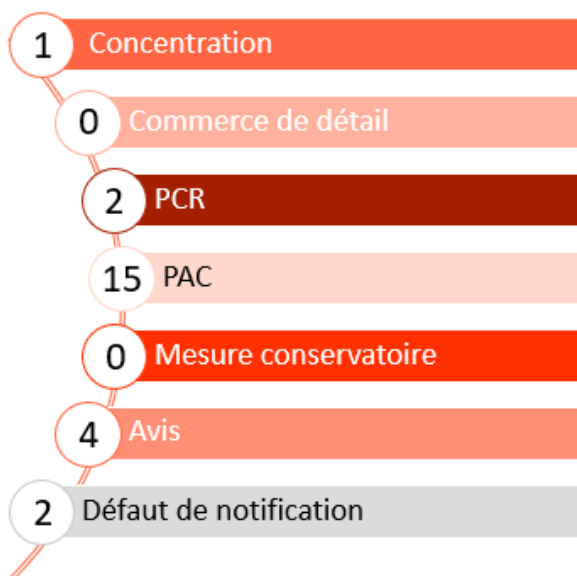 1 Concentration
0 Commerce de détail
2 PCR
15 PAC
0 Mesure conservatoire
4 Avis
2 Défaut de notification